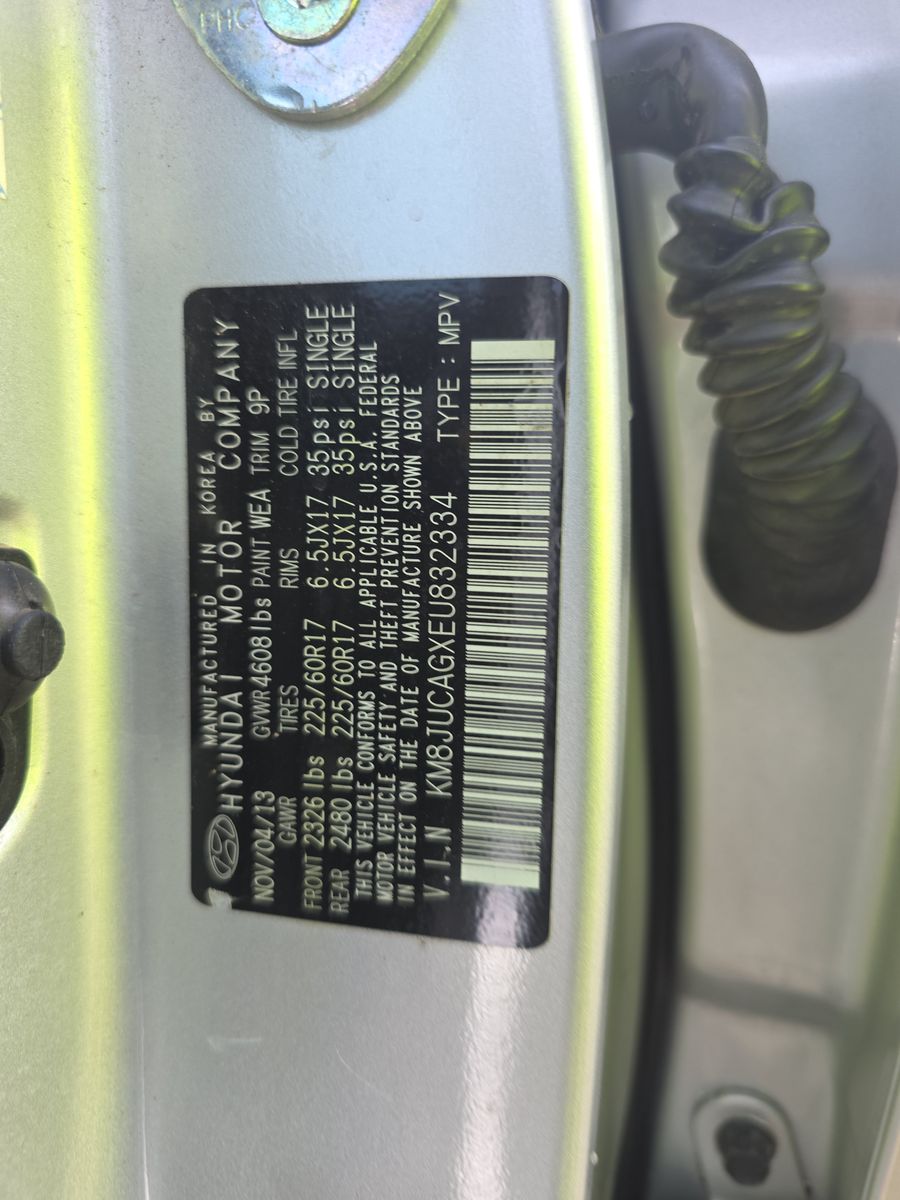 PHC
MANUFACTURED IN KOREA BY
HYUNDAI MOTOR COMPANY
NOV/04/13 GVWR 4608lbs PAINT WEA TRIM 9P
GAWR TIRES RIMS COLD TIRE INFL
FRONT 2326 lbs 225/60R17 6.5JX17 35psi SINGLE
REAR 2480 lbs 225/60R17 6.5JX17 35psi SINGLE
THIS VEHICLE CONFORMS TO ALL APPLICABLE U.S.A. FEDERAL
MOTOR VEHICLE SAFETY AND THEFT PREVENTION STANDARDS
IN EFFECT ON THE DATE OF MANUFACTURE SHOWN ABOVE
V.I.N KM8JUCAGXEU832334 TYPE : MPV